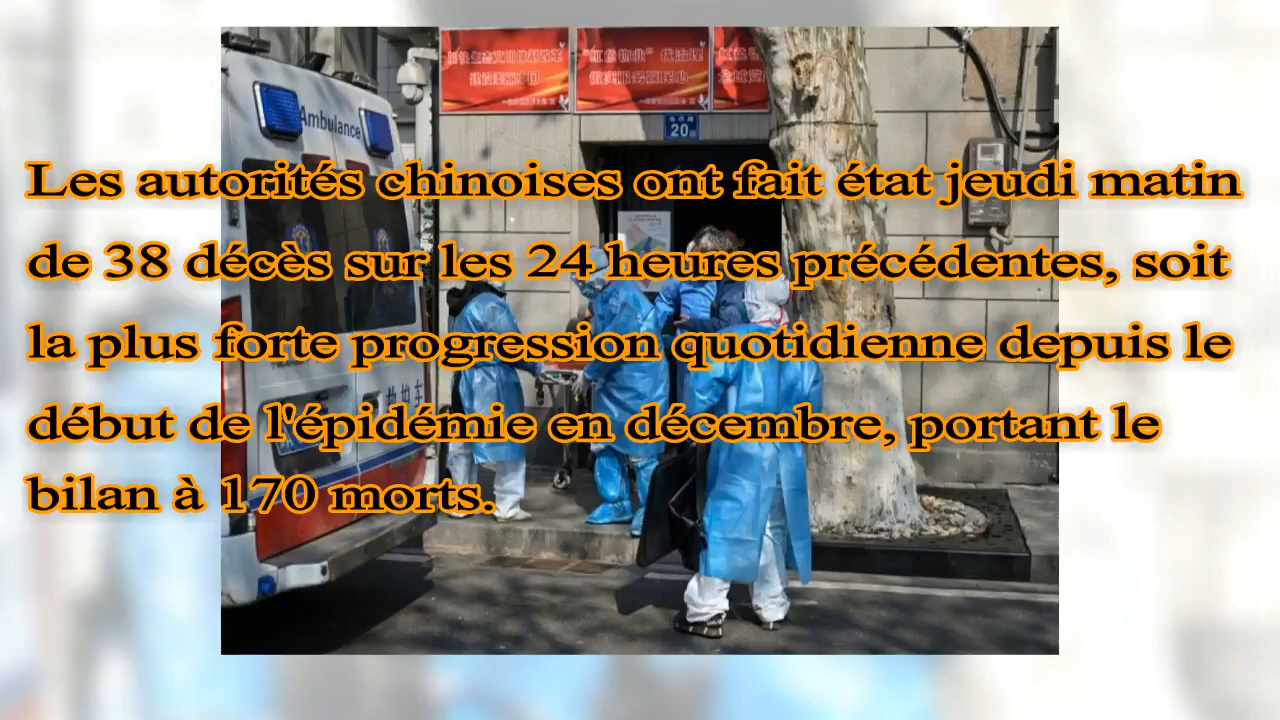 Ambulance
20
Les autorités chinoises ont fait état jeudi matin
de 38 décès sur les 24 heures précédentes, soit
la plus forte progression quotidienne depuis le
début de l'épidémie en décembre, portant le
bilan à 170 morts.